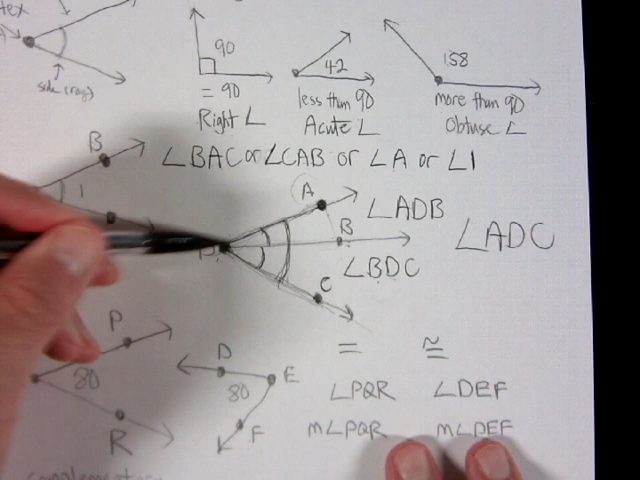 90
= 90
Right ∠
42
less than 90
Acute ∠
158
more than 90
Obtuse ∠
side (ray)
B
1
∠BAC or ∠CAB or ∠A or ∠1
A
B
C
∠ADB
∠BDC
∠ADC
P
80
R
D
80
E
F
= ≅
∠PQR ∠DEF
m∠PQR m∠DEF